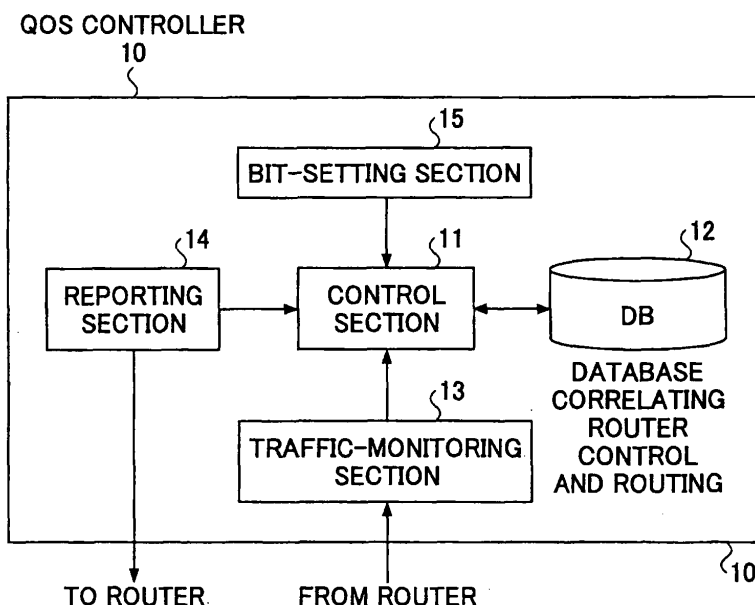 QOS CONTROLLER
10
15
BIT-SETTING SECTION
14
REPORTING
SECTION
11
CONTROL
SECTION
12
DB
DATABASE
CORRELATING
ROUTER
CONTROL
AND ROUTING
13
TRAFFIC-MONITORING
SECTION
10
TO ROUTER
FROM ROUTER